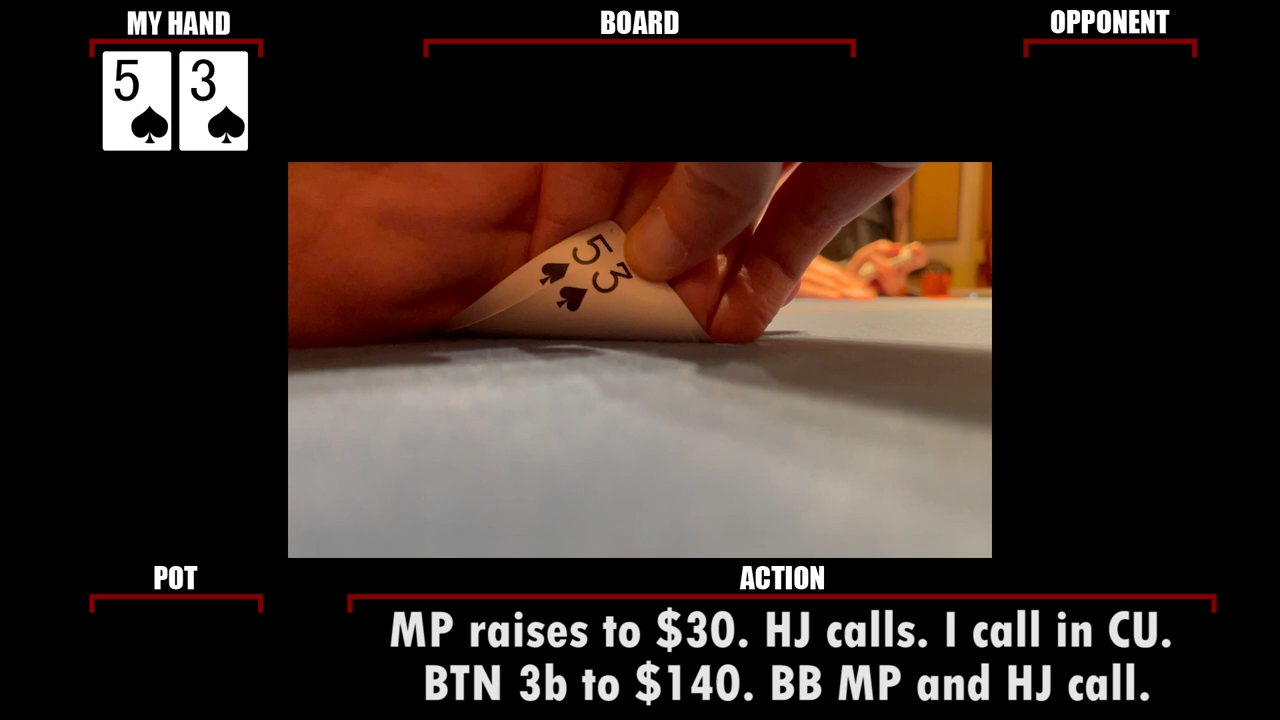 MY HAND
BOARD
OPPONENT
5 3
5
3
POT
ACTION
MP raises to $30. HJ calls. I call in CU.
BTN 3b to $140. BB MP and HJ call.